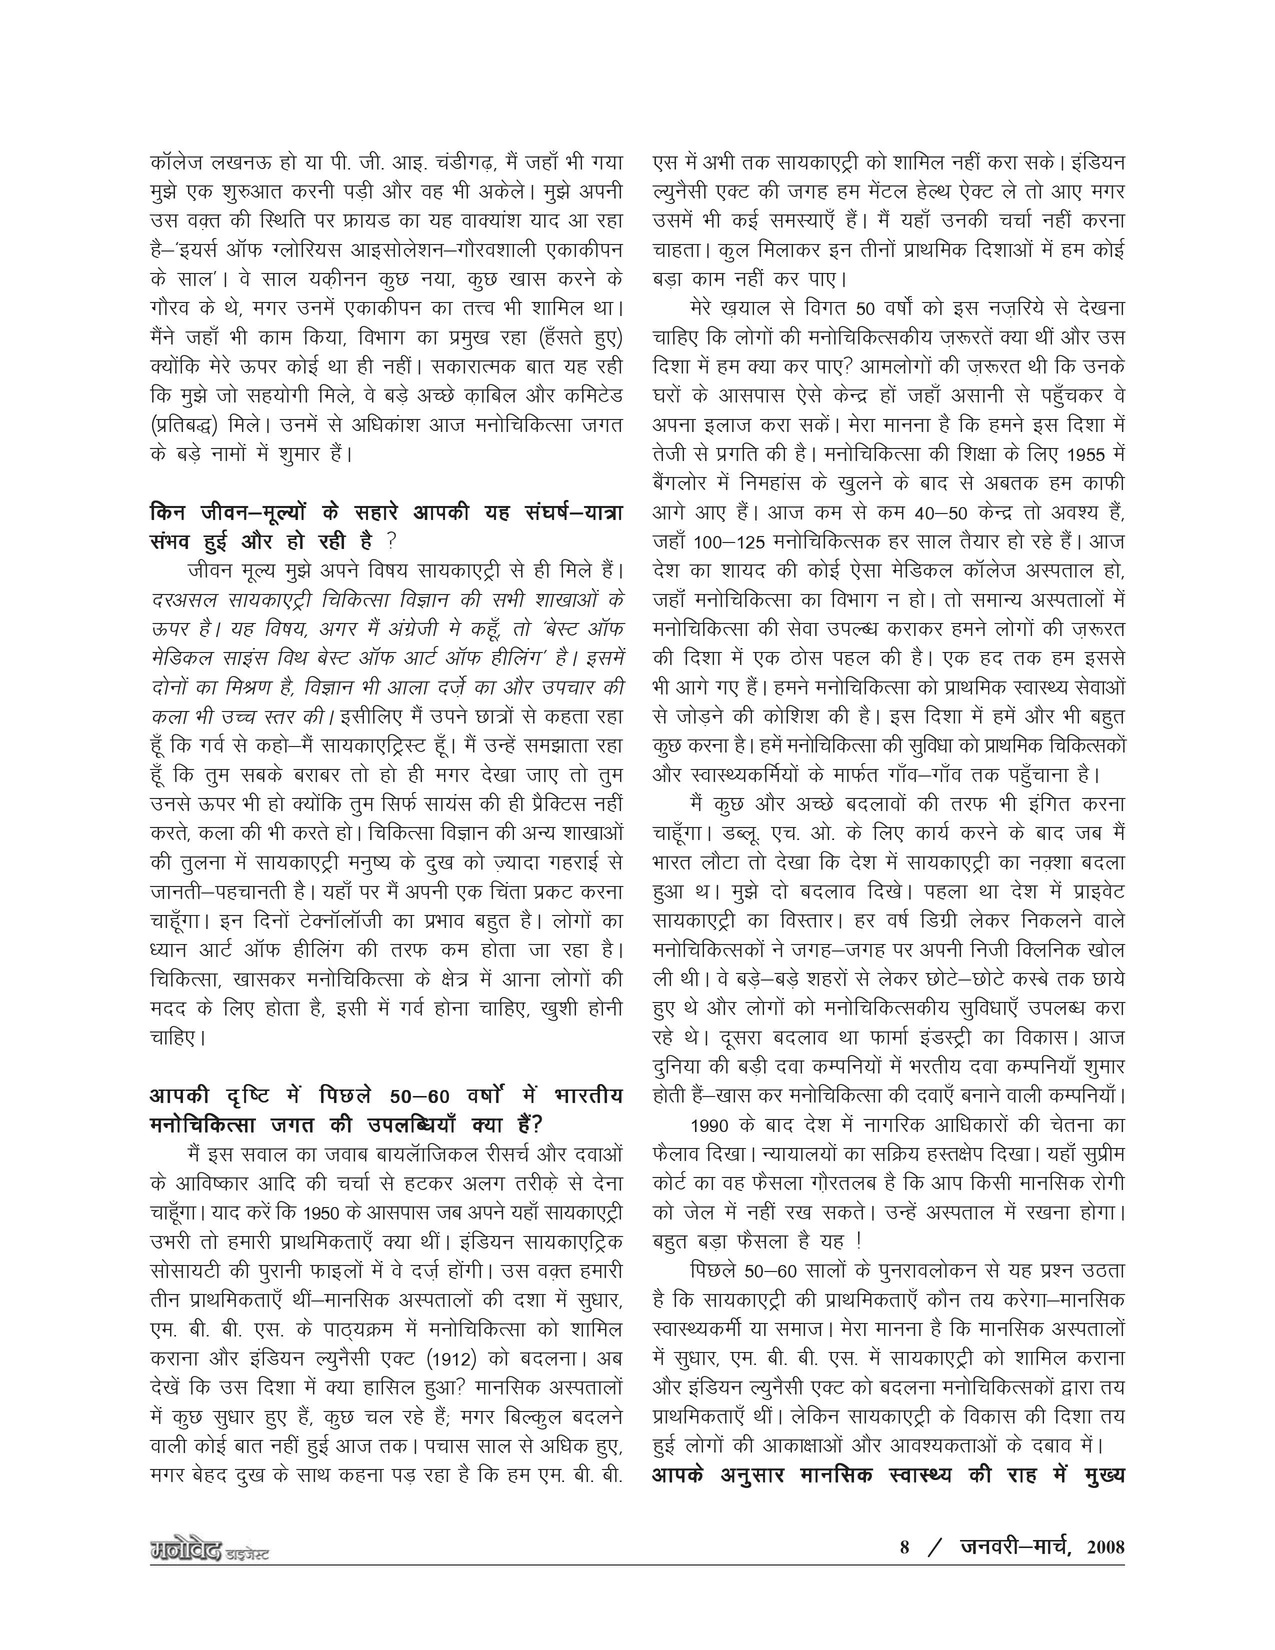 कॉलेज लखनऊ हो या पी. जी. आइ. चंडीगढ़, मैं जहाँ भी गया
मुझे एक शुरुआत करनी पड़ी और वह भी अकेले। मुझे अपनी
उस वक़्त की स्थिति पर फ्रायड का यह वाक्यांश याद आ रहा
है–'इयर्स ऑफ ग्लोरियस आइसोलेशन–गौरवशाली एकाकीपन
के साल'। वे साल यक़ीनन कुछ नया, कुछ खास करने के
गौरव के थे, मगर उनमें एकाकीपन का तत्त्व भी शामिल था।
मैंने जहाँ भी काम किया, विभाग का प्रमुख रहा (हँसते हुए)
क्योंकि मेरे ऊपर कोई था ही नहीं। सकारात्मक बात यह रही
कि मुझे जो सहयोगी मिले, वे बड़े अच्छे क़ाबिल और कमिटेड
(प्रतिबद्ध) मिले। उनमें से अधिकांश आज मनोचिकित्सा जगत
के बड़े नामों में शुमार हैं।
किन जीवन–मूल्यों के सहारे आपकी यह संघर्ष–यात्रा
संभव हुई और हो रही है ?
जीवन मूल्य मुझे अपने विषय सायकाएट्री से ही मिले हैं।
दरअसल सायकाएट्री चिकित्सा विज्ञान की सभी शाखाओं के
ऊपर है। यह विषय, अगर मैं अंग्रेजी मे कहूँ, तो 'बेस्ट ऑफ
मेडिकल साइंस विथ बेस्ट ऑफ आर्ट ऑफ हीलिंग' है। इसमें
दोनों का मिश्रण है, विज्ञान भी आला दर्ज़े का और उपचार की
कला भी उच्च स्तर की। इसीलिए मैं उपने छात्रों से कहता रहा
हूँ कि गर्व से कहो–मैं सायकाएट्रिस्ट हूँ। मैं उन्हें समझाता रहा
हूँ कि तुम सबके बराबर तो हो ही मगर देखा जाए तो तुम
उनसे ऊपर भी हो क्योंकि तुम सिर्फ सायंस की ही प्रैक्टिस नहीं
करते, कला की भी करते हो। चिकित्सा विज्ञान की अन्य शाखाओं
की तुलना में सायकाएट्री मनुष्य के दुख को ज़्यादा गहराई से
जानती–पहचानती है। यहाँ पर मैं अपनी एक चिंता प्रकट करना
चाहूँगा। इन दिनों टेक्नॉलॉजी का प्रभाव बहुत है। लोगों का
ध्यान आर्ट ऑफ हीलिंग की तरफ कम होता जा रहा है।
चिकित्सा, खासकर मनोचिकित्सा के क्षेत्र में आना लोगों की
मदद के लिए होता है, इसी में गर्व होना चाहिए, खुशी होनी
चाहिए।
आपकी दृष्टि में पिछले 50–60 वर्षों में भारतीय
मनोचिकित्सा जगत की उपलब्धियाँ क्या हैं?
मैं इस सवाल का जवाब बायलॉजिकल रीसर्च और दवाओं
के आविष्कार आदि की चर्चा से हटकर अलग तरीक़े से देना
चाहूँगा। याद करें कि 1950 के आसपास जब अपने यहाँ सायकाएट्री
उभरी तो हमारी प्राथमिकताएँ क्या थीं। इंडियन सायकाएट्रिक
सोसायटी की पुरानी फाइलों में वे दर्ज़ होंगी। उस वक़्त हमारी
तीन प्राथमिकताएँ थीं–मानसिक अस्पतालों की दशा में सुधार,
एम. बी. बी. एस. के पाठ्यक्रम में मनोचिकित्सा को शामिल
कराना और इंडियन ल्युनैसी एक्ट (1912) को बदलना। अब
देखें कि उस दिशा में क्या हासिल हुआ? मानसिक अस्पतालों
में कुछ सुधार हुए हैं, कुछ चल रहे हैं; मगर बिल्कुल बदलने
वाली कोई बात नहीं हुई आज तक। पचास साल से अधिक हुए,
मगर बेहद दुख के साथ कहना पड़ रहा है कि हम एम. बी. बी.
एस में अभी तक सायकाएट्री को शामिल नहीं करा सके। इंडियन
ल्युनैसी एक्ट की जगह हम मेंटल हेल्थ ऐक्ट ले तो आए मगर
उसमें भी कई समस्याएँ हैं। मैं यहाँ उनकी चर्चा नहीं करना
चाहता। कुल मिलाकर इन तीनों प्राथमिक दिशाओं में हम कोई
बड़ा काम नहीं कर पाए।
मेरे ख़याल से विगत 50 वर्षों को इस नज़रिये से देखना
चाहिए कि लोगों की मनोचिकित्सकीय ज़रूरतें क्या थीं और उस
दिशा में हम क्या कर पाए? आमलोगों की ज़रूरत थी कि उनके
घरों के आसपास ऐसे केन्द्र हों जहाँ असानी से पहुँचकर वे
अपना इलाज करा सकें। मेरा मानना है कि हमने इस दिशा में
तेजी से प्रगति की है। मनोचिकित्सा की शिक्षा के लिए 1955 में
बैंगलोर में निमहांस के खुलने के बाद से अबतक हम काफी
आगे आए हैं। आज कम से कम 40–50 केन्द्र तो अवश्य हैं,
जहाँ 100–125 मनोचिकित्सक हर साल तैयार हो रहे हैं। आज
देश का शायद की कोई ऐसा मेडिकल कॉलेज अस्पताल हो,
जहाँ मनोचिकित्सा का विभाग न हो। तो समान्य अस्पतालों में
मनोचिकित्सा की सेवा उपल्ब्ध कराकर हमने लोगों की ज़रूरत
की दिशा में एक ठोस पहल की है। एक हद तक हम इससे
भी आगे गए हैं। हमने मनोचिकित्सा को प्राथमिक स्वास्थ्य सेवाओं
से जोड़ने की कोशिश की है। इस दिशा में हमें और भी बहुत
कुछ करना है। हमें मनोचिकित्सा की सुविधा को प्राथमिक चिकित्सकों
और स्वास्थ्यकर्मियों के मार्फत गाँव–गाँव तक पहुँचाना है।
मैं कुछ और अच्छे बदलावों की तरफ भी इंगित करना
चाहूँगा। डब्लू. एच. ओ. के लिए कार्य करने के बाद जब मैं
भारत लौटा तो देखा कि देश में सायकाएट्री का नक़्शा बदला
हुआ थ। मुझे दो बदलाव दिखे। पहला था देश में प्राइवेट
सायकाएट्री का विस्तार। हर वर्ष डिग्री लेकर निकलने वाले
मनोचिकित्सकों ने जगह–जगह पर अपनी निजी क्लिनिक खोल
ली थी। वे बड़े–बड़े शहरों से लेकर छोटे–छोटे कस्बे तक छाये
हुए थे और लोगों को मनोचिकित्सकीय सुविधाएँ उपलब्ध करा
रहे थे। दूसरा बदलाव था फार्मा इंडस्ट्री का विकास। आज
दुनिया की बड़ी दवा कम्पनियों में भरतीय दवा कम्पनियाँ शुमार
होती हैं–खास कर मनोचिकित्सा की दवाएँ बनाने वाली कम्पनियाँ।
1990 के बाद देश में नागरिक आधिकारों की चेतना का
फैलाव दिखा। न्यायालयों का सक्रिय हस्तक्षेप दिखा। यहाँ सुप्रीम
कोर्ट का वह फैसला गा़ैरतलब है कि आप किसी मानसिक रोगी
को जेल में नहीं रख सकते। उन्हें अस्पताल में रखना होगा।
बहुत बड़ा फैसला है यह !
पिछले 50–60 सालों के पुनरावलोकन से यह प्रश्न उठता
है कि सायकाएट्री की प्राथमिकताएँ कौन तय करेगा–मानसिक
स्वास्थ्यकर्मी या समाज। मेरा मानना है कि मानसिक अस्पतालों
में सुधार, एम. बी. बी. एस. में सायकाएट्री को शामिल कराना
और इंडियन ल्युनैसी एक्ट को बदलना मनोचिकित्सकों द्वारा तय
प्राथमिकताएँ थीं। लेकिन सायकाएट्री के विकास की दिशा तय
हुई लोगों की आकाक्षाओं और आवश्यकताओं के दबाव में।
आपके अनुसार मानसिक स्वास्थ्य की राह में मुख्य
मनोवेद डाइजेस्ट
8 / जनवरी–मार्च, 2008